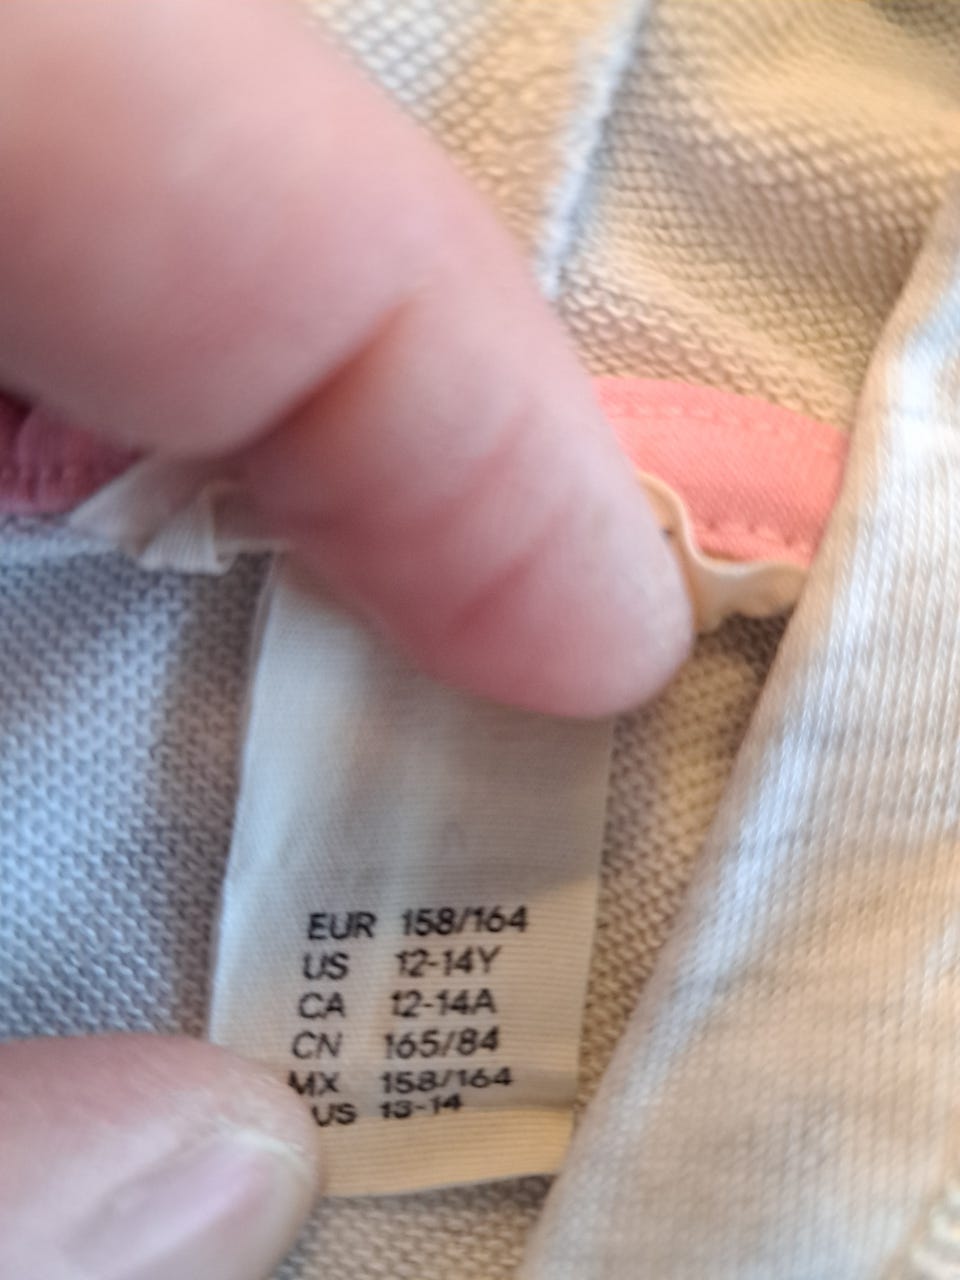 EUR 158/164
US 12-14Y
CA 12-14A
CN 165/84
MX 158/164
US 13-14